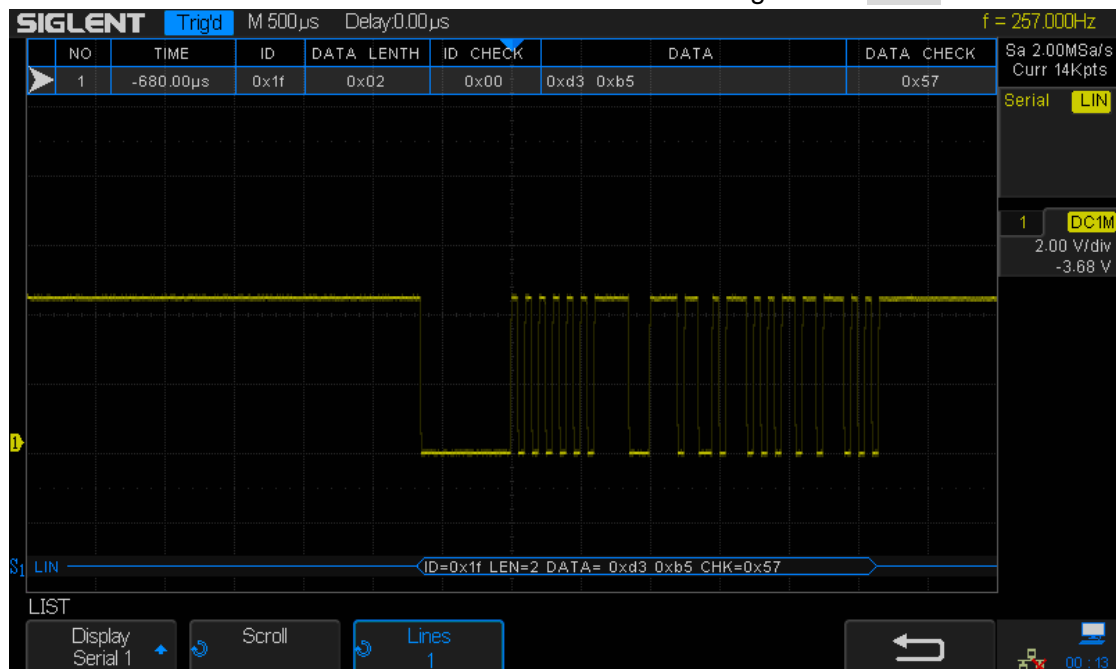 SIGLENT Trig'd M 500µs Delay:0.00µs f = 257.000Hz
NO TIME ID DATA LENTH ID CHECK DATA DATA CHECK
1 -680.00µs 0x1f 0x02 0x00 0xd3 0xb5 0x57
Sa 2.00MSa/s
Curr 14Kpts
Serial LIN
1 DC1M
2.00 V/div
-3.68 V
1
S1 LIN ID=0x1f LEN=2 DATA= 0xd3 0xb5 CHK=0x57
LIST
Display
Serial 1
Scroll
Lines
1
00 : 13